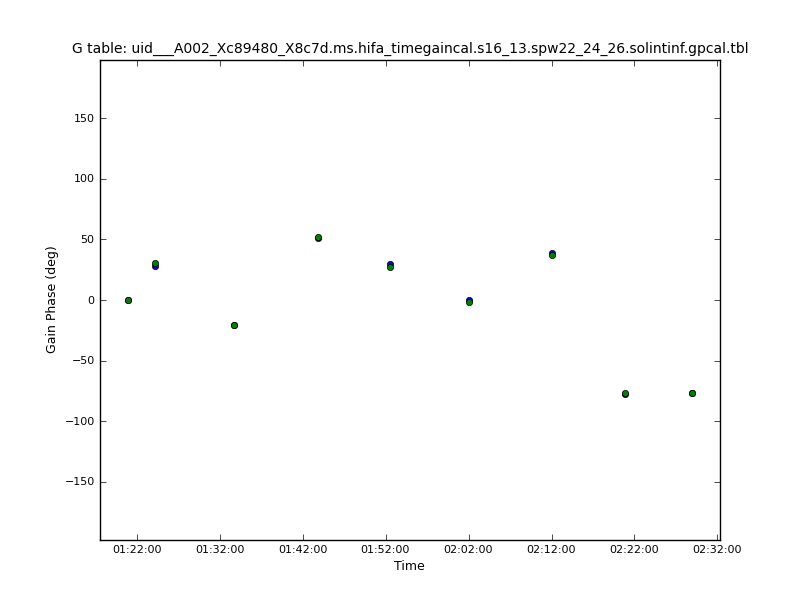 G table: uid___A002_Xc89480_X8c7d.ms.hifa_timegaincal.s16_13.spw22_24_26.solintinf.gpcal.tbl
150
100
50
0
−50
−100
−150
Gain Phase (deg)
01:22:00 01:32:00 01:42:00 01:52:00 02:02:00 02:12:00 02:22:00 02:32:00
Time